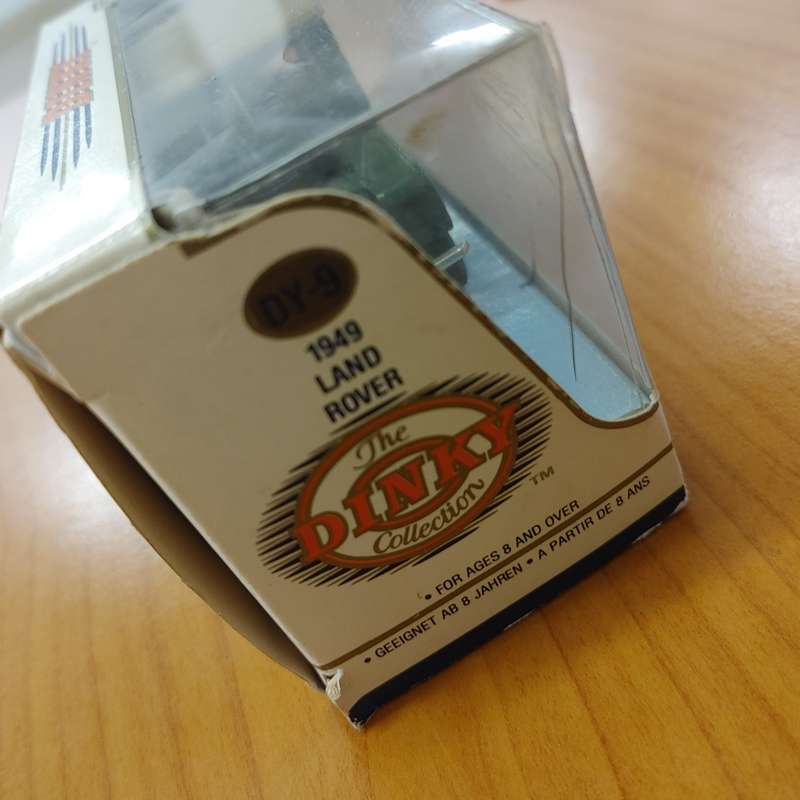 DY-9
1949
LAND
ROVER
The
DINKY
Collection
TM
• FOR AGES 8 AND OVER
• GEEIGNET AB 8 JAHREN • A PARTIR DE 8 ANS